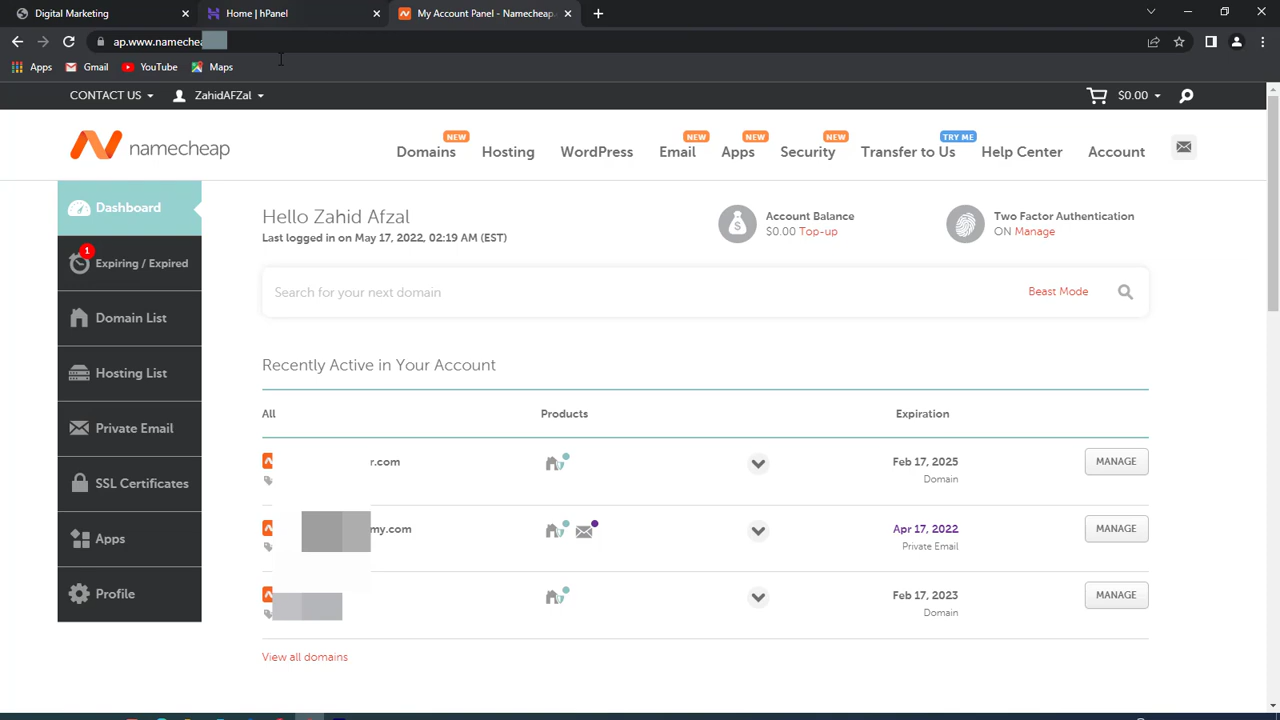 Digital Marketing
Home | hPanel
My Account Panel - Namecheap.
ap.www.namechea
Apps
Gmail
YouTube
Maps
CONTACT US
ZahidAFZal
$0.00
namecheap
Domains NEW
Hosting
WordPress
Email NEW
Apps NEW
Security NEW
Transfer to Us TRY ME
Help Center
Account
Dashboard
1
Expiring / Expired
Domain List
Hosting List
Private Email
SSL Certificates
Apps
Profile
Hello Zahid Afzal
Last logged in on May 17, 2022, 02:19 AM (EST)
Account Balance
$0.00 Top-up
Two Factor Authentication
ON Manage
Search for your next domain
Beast Mode
Recently Active in Your Account
All Products Expiration
r.com Feb 17, 2025 MANAGE
Domain
my.com Apr 17, 2022 MANAGE
Private Email
Feb 17, 2023 MANAGE
Domain
View all domains